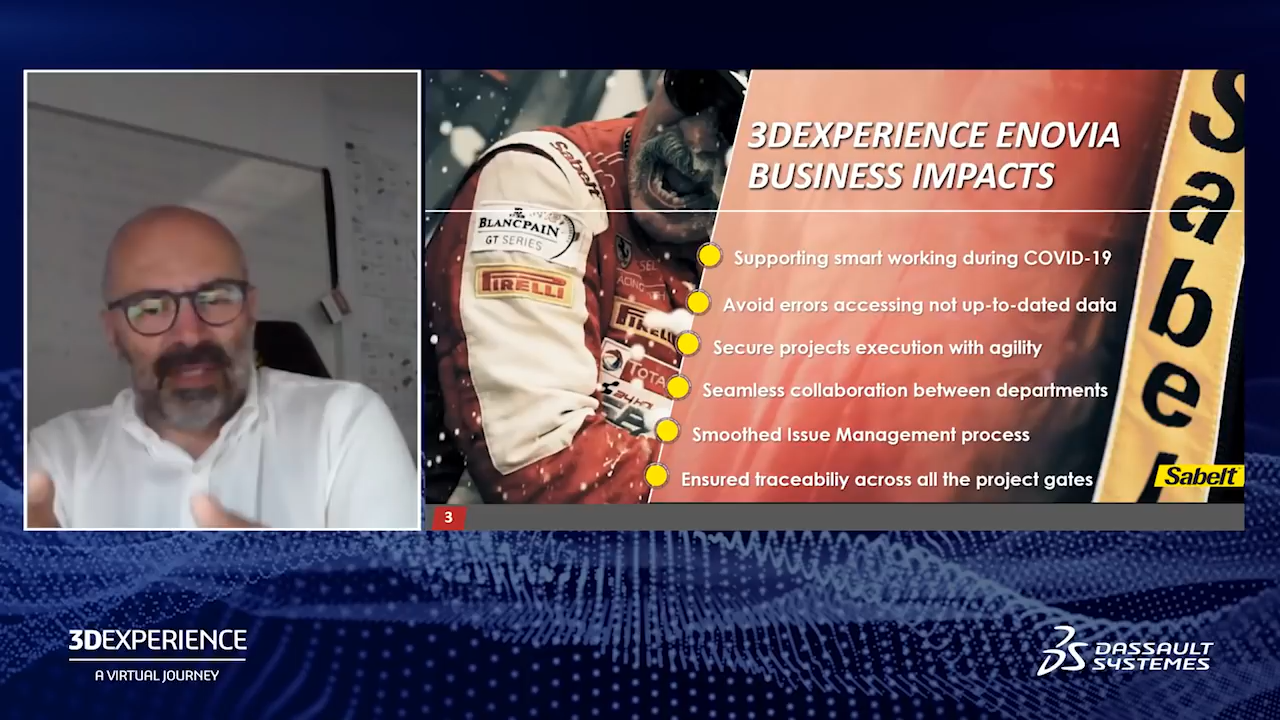 3DEXPERIENCE ENOVIA
BUSINESS IMPACTS
Supporting smart working during COVID-19
Avoid errors accessing not up-to-dated data
Secure projects execution with agility
Seamless collaboration between departments
Smoothed Issue Management process
Ensured traceabiliy across all the project gates
Sabelt
BLANCPAIN
GT SERIES
PIRELLI
TOTA
Sabel
Sabelt
3
3DEXPERIENCE
A VIRTUAL JOURNEY
DASSAULT
SYSTEMES